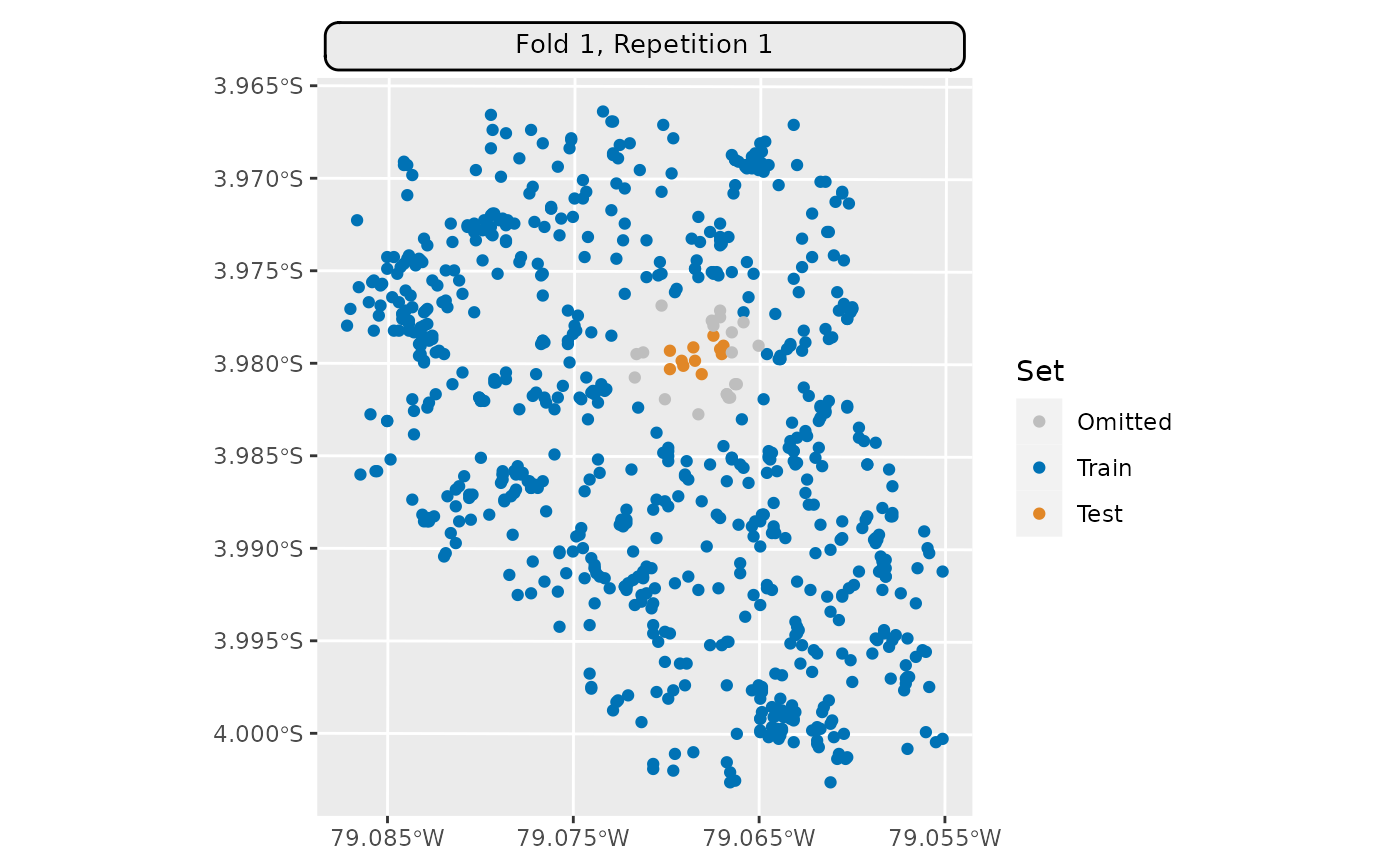 Fold 1, Repetition 1
3.965°S
3.970°S
3.975°S
3.980°S
3.985°S
3.990°S
3.995°S
4.000°S
79.085°W 79.075°W 79.065°W 79.055°W
Set
Omitted
Train
Test